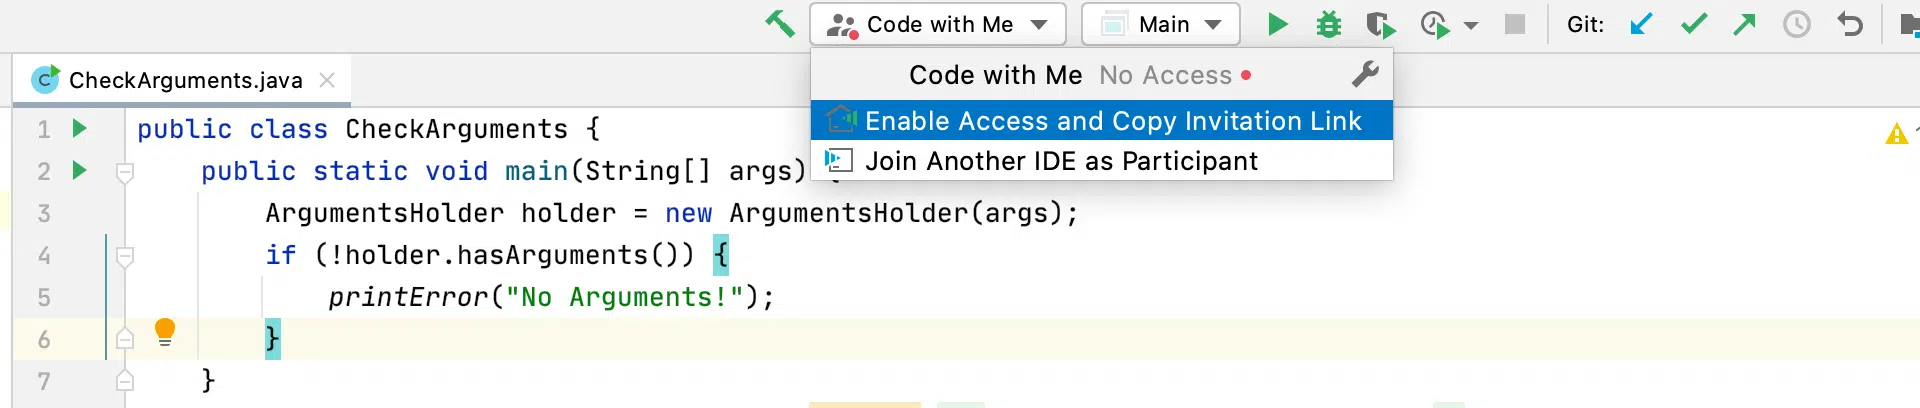 Code with Me Main Git:
Code with Me No Access
CheckArguments.java
Enable Access and Copy Invitation Link
Join Another IDE as Participant
1 public class CheckArguments {
2 public static void main(String[] args) {
3 ArgumentsHolder holder = new ArgumentsHolder(args);
4 if (!holder.hasArguments()) {
5 printError("No Arguments!");
6 }
7 }